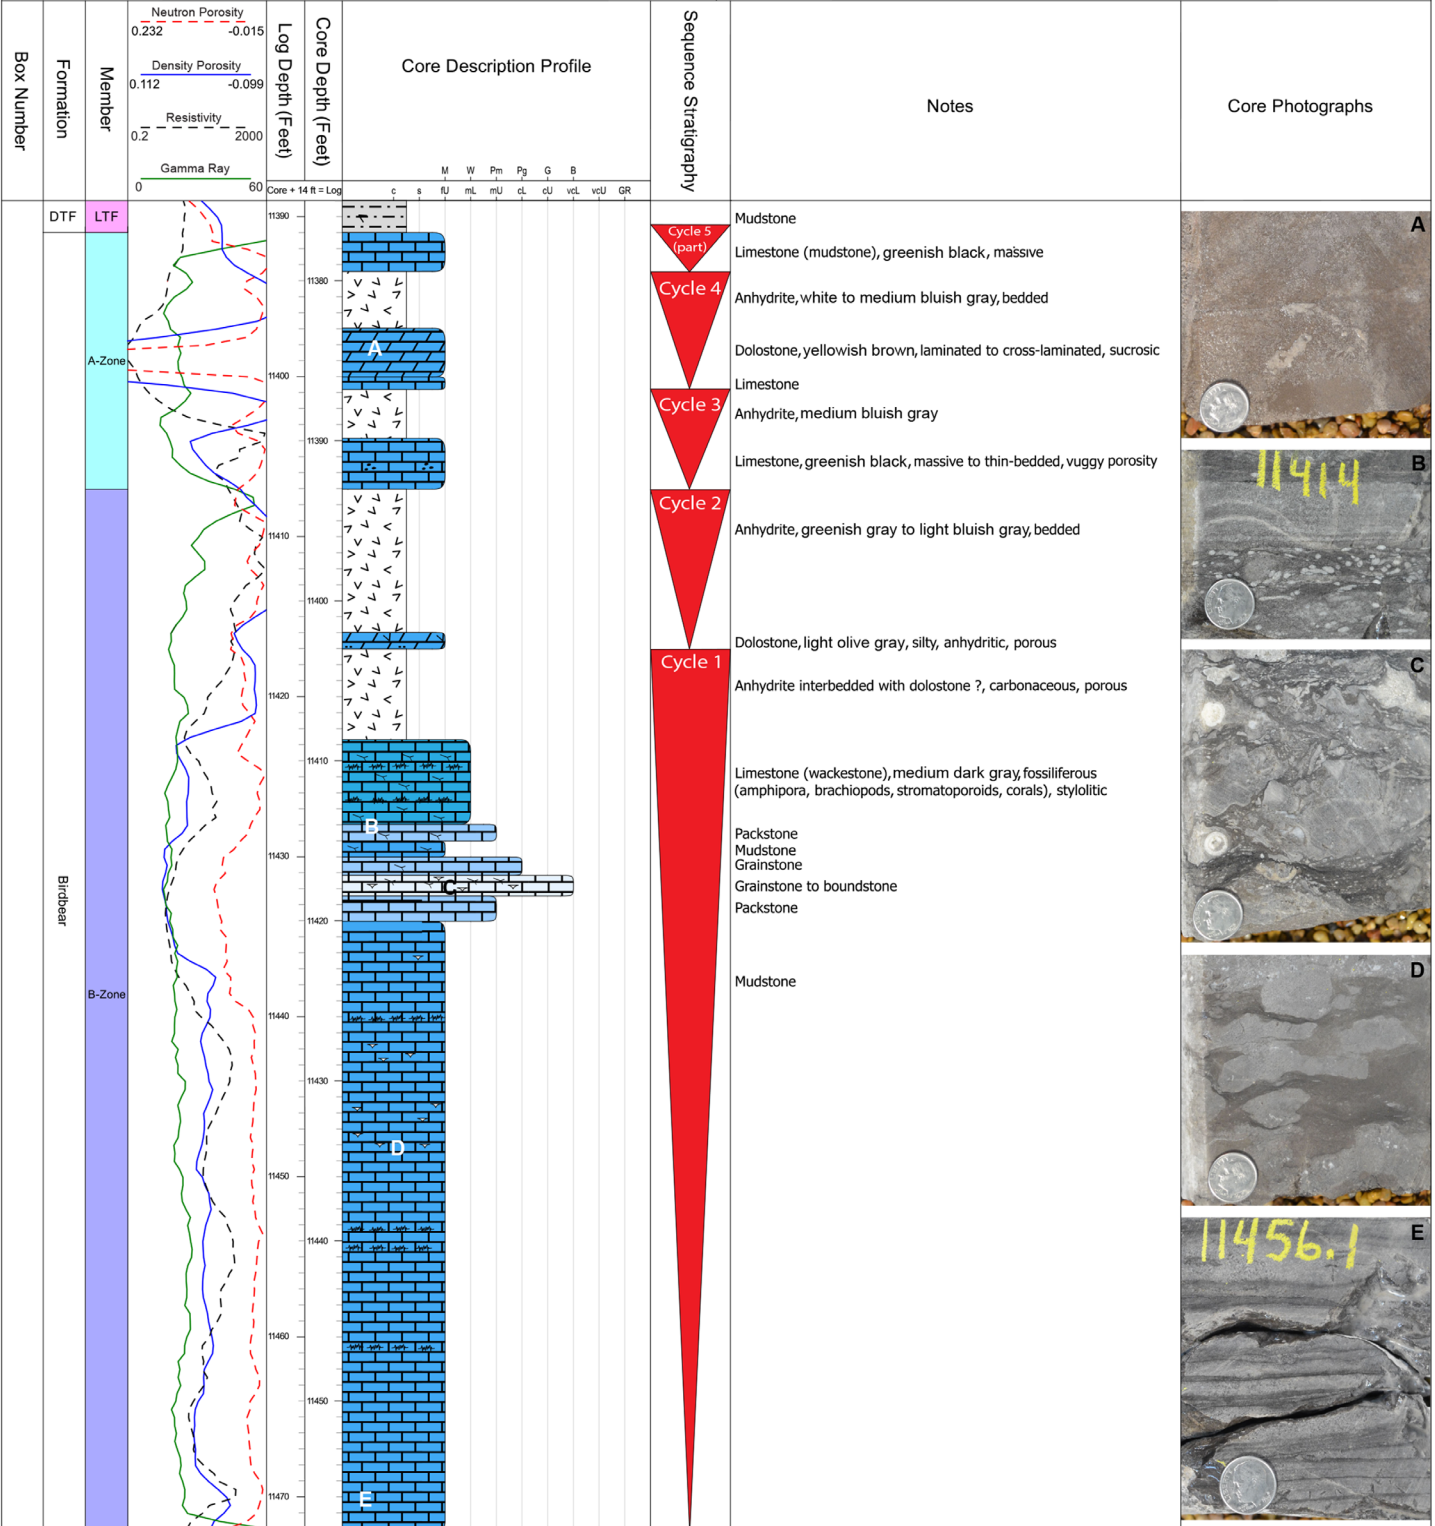 Box Number
Formation
Member
Neutron Porosity
0.232 -0.015
Density Porosity
0.112 -0.099
Resistivity
0.2 2000
Gamma Ray
0 60
Log Depth (Feet)
Core Depth (Feet)
Core + 14 ft = Log
Core Description Profile
M W Pm Pg G B
c s fU mL mU cL cU vcL vcU GR
Sequence Stratigraphy
Notes
Core Photographs
DTF
LTF
Birdbear
A-Zone
B-Zone
11390
11400
11410
11420
11430
11440
11450
11460
11470
11380
11390
11400
11410
11420
11430
11440
11450
A
B
C
D
E
Cycle 5
(part)
Cycle 4
Cycle 3
Cycle 2
Cycle 1
Mudstone
Limestone (mudstone), greenish black, massive
Anhydrite, white to medium bluish gray, bedded
Dolostone, yellowish brown, laminated to cross-laminated, sucrosic
Limestone
Anhydrite, medium bluish gray
Limestone, greenish black, massive to thin-bedded, vuggy porosity
Anhydrite, greenish gray to light bluish gray, bedded
Dolostone, light olive gray, silty, anhydritic, porous
Anhydrite interbedded with dolostone ?, carbonaceous, porous
Limestone (wackestone), medium dark gray, fossiliferous
(amphipora, brachiopods, stromatoporoids, corals), stylolitic
Packstone
Mudstone
Grainstone
Grainstone to boundstone
Packstone
Mudstone
A
B
11414
C
D
E
11456.1